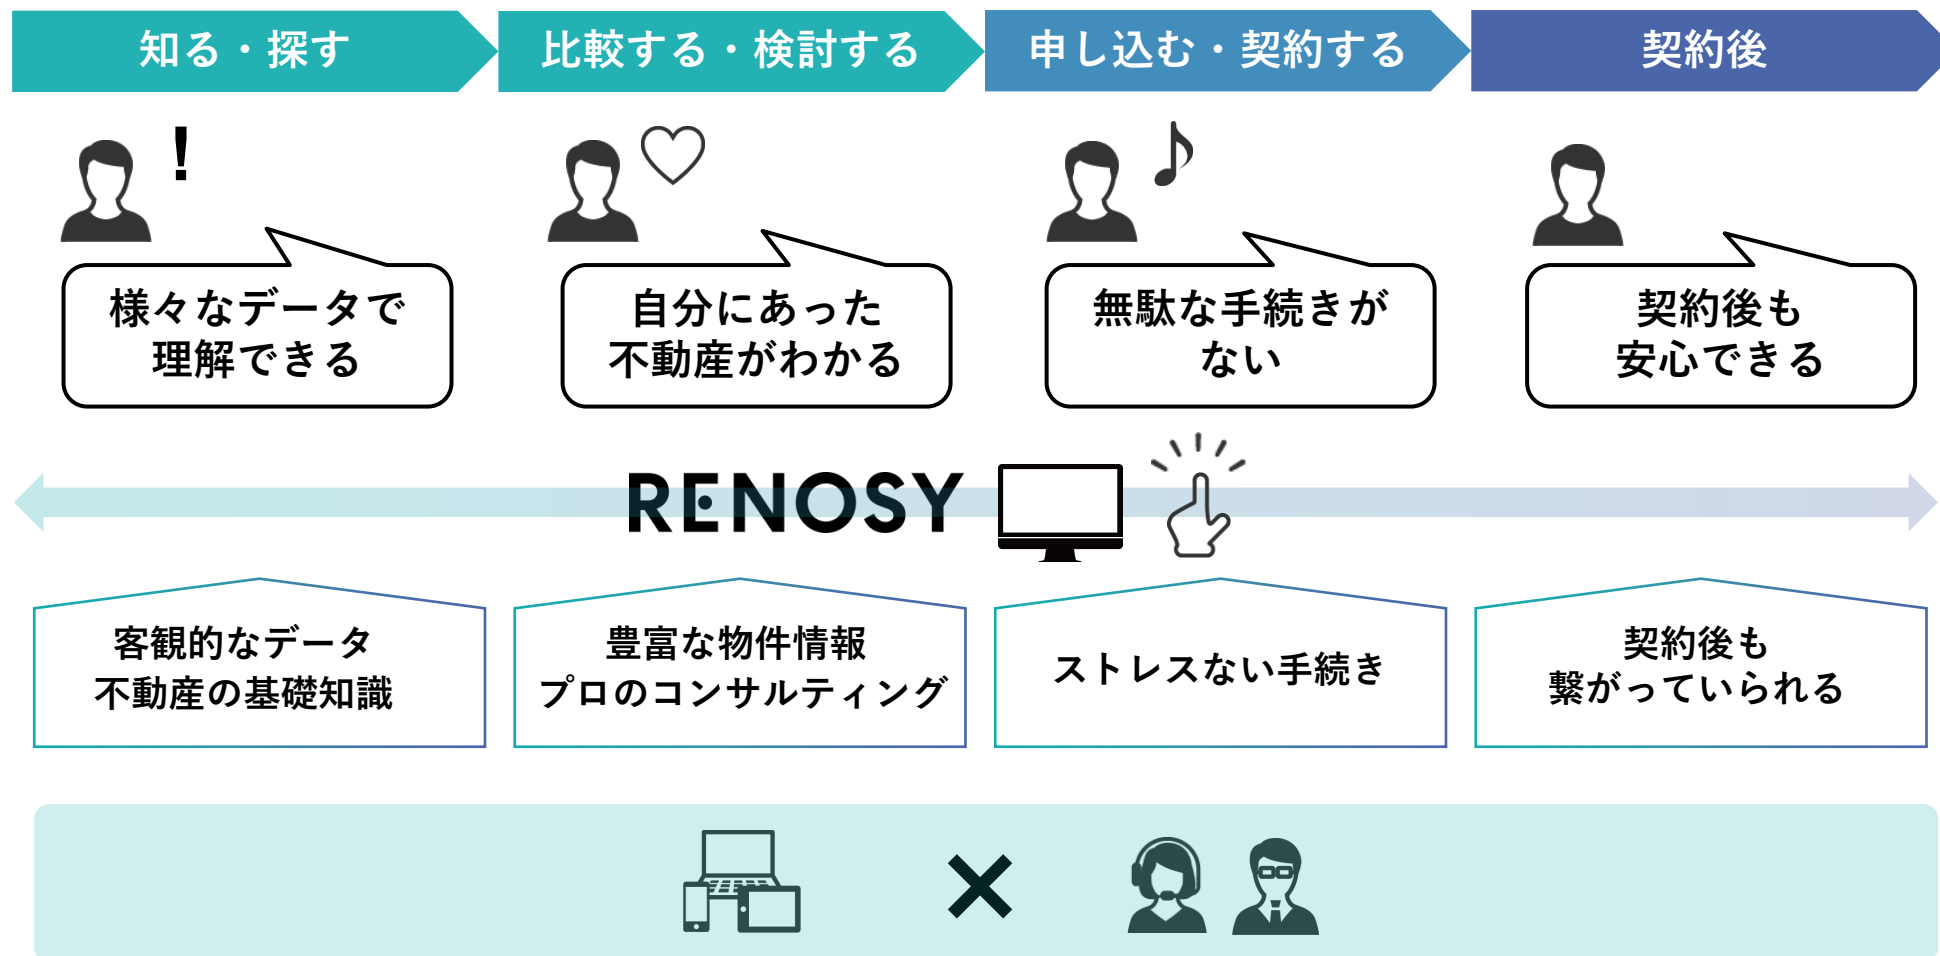 知る・探す
比較する・検討する
申し込む・契約する
契約後
!
様々なデータで
理解できる
自分にあった
不動産がわかる
無駄な手続きが
ない
契約後も
安心できる
RENOSY
客観的なデータ
不動産の基礎知識
豊富な物件情報
プロのコンサルティング
ストレスない手続き
契約後も
繋がっていられる
×